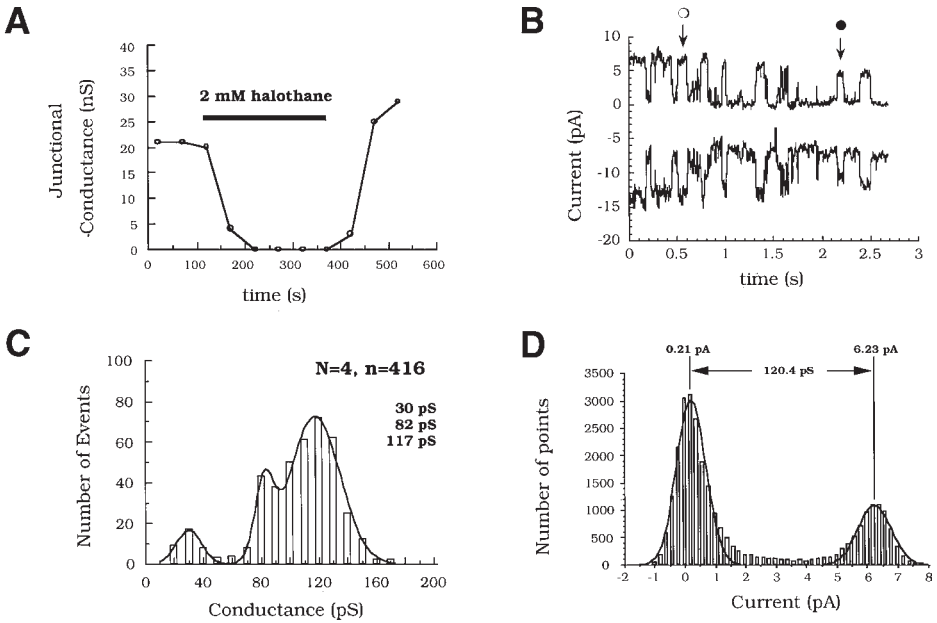 A
Junctional
-Conductance (nS)
40
35
30
25
20
15
10
5
0
2 mM halothane
0 100 200 300 400 500 600
time (s)
B
10
5
0
-5
-10
-15
-20
Current (pA)
0 0.5 1 1.5 2 2.5 3
time (s)
C
100
80
60
40
20
0
Number of Events
N=4, n=416
30 pS
82 pS
117 pS
0 40 80 120 160 200
Conductance (pS)
D
0.21 pA 6.23 pA
120.4 pS
3500
3000
2500
2000
1500
1000
500
0
Number of points
-2 -1 0 1 2 3 4 5 6 7 8
Current (pA)